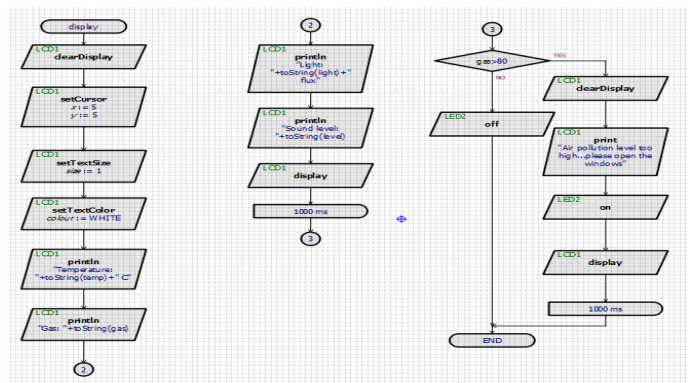 display
LCD1
clearDisplay
LCD1
setCursor
x := 5
y := 5
LCD1
setTextSize
size := 1
LCD1
setTextColor
colour := WHITE
LCD1
println
"Temperature:
"+toString(temp)+" C"
LCD1
println
"Gas: "+toString(gas)
2
2
LCD1
println
"Light:
"+toString(light)+"
flux"
LCD1
println
"Sound level:
"+toString(level)
LCD1
display
1000 ms
3
3
gas>80
YES
NO
LCD1
clearDisplay
LED2
off
LCD1
print
"Air pollution level too
high...please open the
windows"
LED2
on
LCD1
display
1000 ms
END